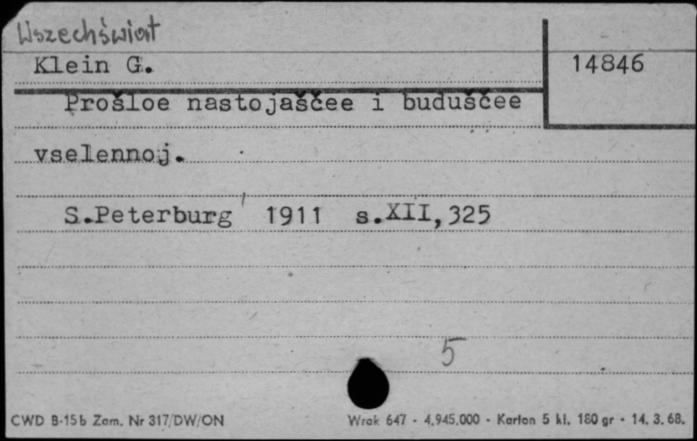 Wszechświat
Klein G.
14846
Prošloe nastojaščee i buduščee
vselennoj.
S.Peterburg 1911 s.XII,325
5
CWD B-15b Zam. Nr 317/DW/ON
Wrak 647 - 4.945.000 - Karton 5 kl. 180 gr - 14. 3. 68.